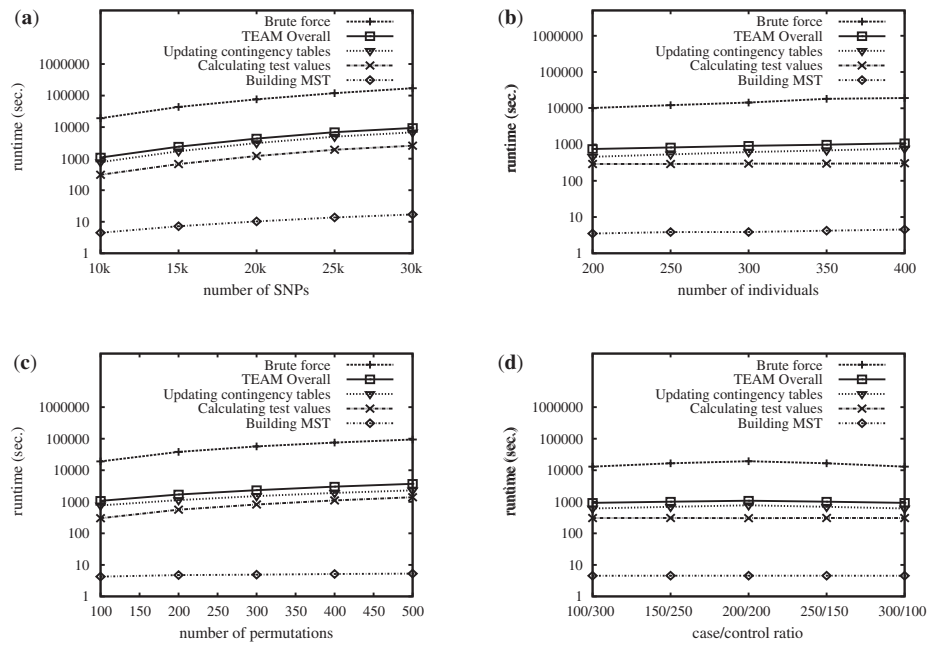 (a)
Brute force
TEAM Overall
Updating contingency tables
Calculating test values
Building MST
1000000
100000
10000
1000
100
10
1
runtime (sec.)
10k 15k 20k 25k 30k
number of SNPs
(b)
Brute force
TEAM Overall
Updating contingency tables
Calculating test values
Building MST
1000000
100000
10000
1000
100
10
1
runtime (sec.)
200 250 300 350 400
number of individuals
(c)
Brute force
TEAM Overall
Updating contingency tables
Calculating test values
Building MST
1000000
100000
10000
1000
100
10
1
runtime (sec.)
100 150 200 250 300 350 400 450 500
number of permutations
(d)
Brute force
TEAM Overall
Updating contingency tables
Calculating test values
Building MST
1000000
100000
10000
1000
100
10
1
runtime (sec.)
100/300 150/250 200/200 250/150 300/100
case/control ratio